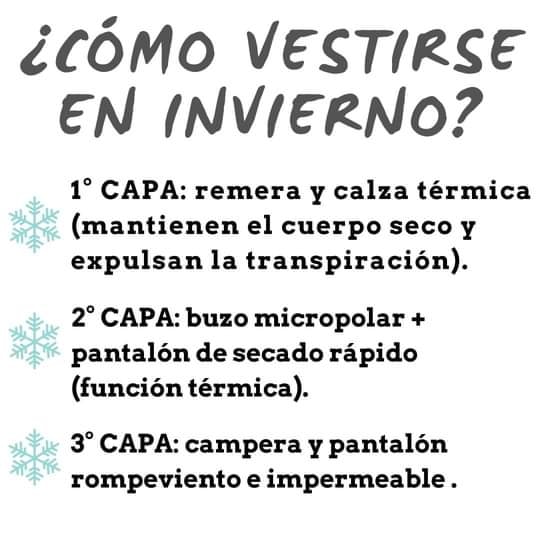 ¿CÓMO VESTIRSE
EN INVIERNO?
1° CAPA: remera y calza térmica
(mantienen el cuerpo seco y
expulsan la transpiración).
2° CAPA: buzo micropolar +
pantalón de secado rápido
(función térmica).
3° CAPA: campera y pantalón
rompeviento e impermeable .